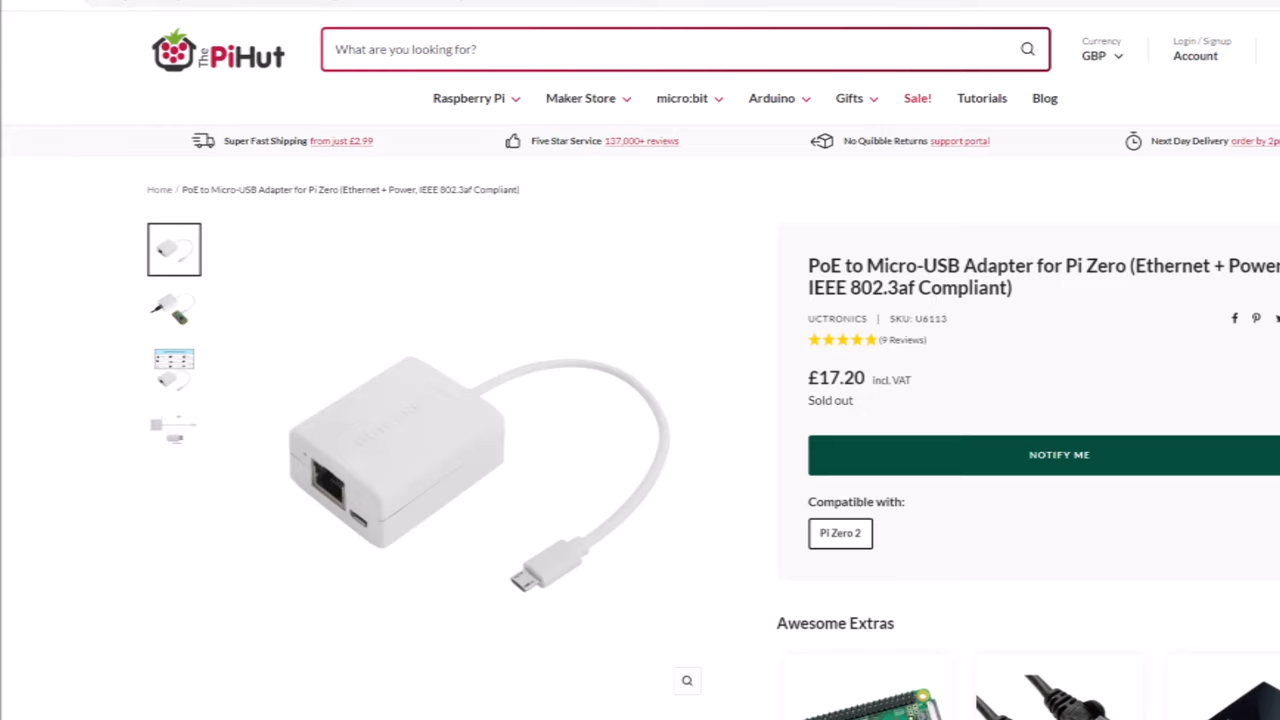 The PiHut
What are you looking for?
Currency
GBP
Login / Signup
Account
Raspberry Pi
Maker Store
micro:bit
Arduino
Gifts
Sale!
Tutorials
Blog
Super Fast Shipping from just £2.99
Five Star Service 137,000+ reviews
No Quibble Returns support portal
Next Day Delivery order by 2p
Home / PoE to Micro-USB Adapter for Pi Zero (Ethernet + Power, IEEE 802.3af Compliant)
PoE to Micro-USB Adapter for Pi Zero (Ethernet + Power
IEEE 802.3af Compliant)
UCTRONICS | SKU: U6113
(9 Reviews)
£17.20 incl. VAT
Sold out
NOTIFY ME
Compatible with:
Pi Zero 2
Awesome Extras